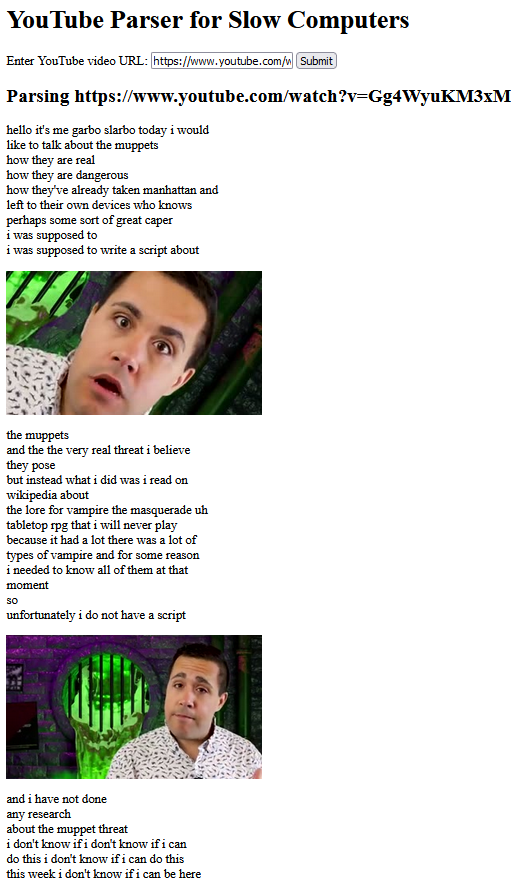 YouTube Parser for Slow Computers
Enter YouTube video URL: https://www.youtube.com/w Submit
Parsing https://www.youtube.com/watch?v=Gg4WyuKM3xM
hello it's me garbo slarbo today i would
like to talk about the muppets
how they are real
how they are dangerous
how they've already taken manhattan and
left to their own devices who knows
perhaps some sort of great caper
i was supposed to
i was supposed to write a script about
the muppets
and the the very real threat i believe
they pose
but instead what i did was i read on
wikipedia about
the lore for vampire the masquerade uh
tabletop rpg that i will never play
because it had a lot there was a lot of
types of vampire and for some reason
i needed to know all of them at that
moment
so
unfortunately i do not have a script
and i have not done
any research
about the muppet threat
i don't know if i don't know if i can
do this i don't know if i can do this
this week i don't know if i can be here